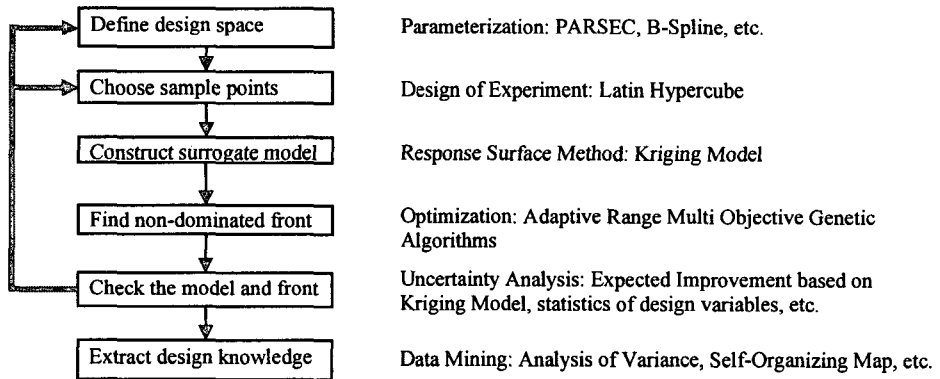 Define design space
Parameterization: PARSEC, B-Spline, etc.
Choose sample points
Design of Experiment: Latin Hypercube
Construct surrogate model
Response Surface Method: Kriging Model
Find non-dominated front
Optimization: Adaptive Range Multi Objective Genetic
Algorithms
Check the model and front
Uncertainty Analysis: Expected Improvement based on
Kriging Model, statistics of design variables, etc.
Extract design knowledge
Data Mining: Analysis of Variance, Self-Organizing Map, etc.